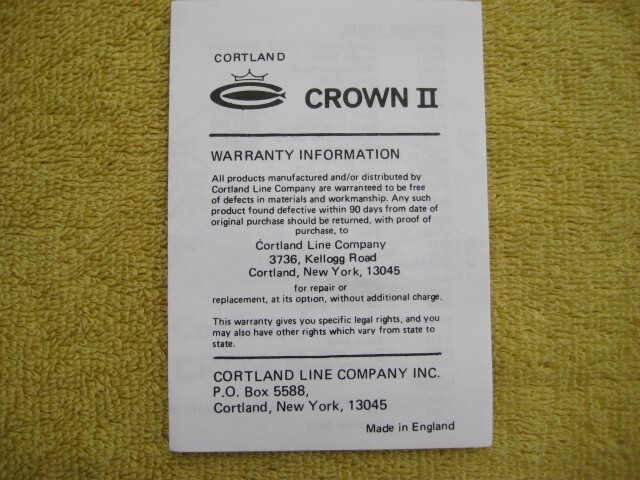 CORTLAND
CROWN II
WARRANTY INFORMATION
All products manufactured and/or distributed by
Cortland Line Company are warranteed to be free
of defects in materials and workmanship. Any such
product found defective within 90 days from date of
original purchase should be returned, with proof of
purchase, to
Cortland Line Company
3736, Kellogg Road
Cortland, New York, 13045
for repair or
replacement, at its option, without additional charge.
This warranty gives you specific legal rights, and you
may also have other rights which vary from state to
state.
CORTLAND LINE COMPANY INC.
P.O. Box 5588,
Cortland, New York, 13045
Made in England